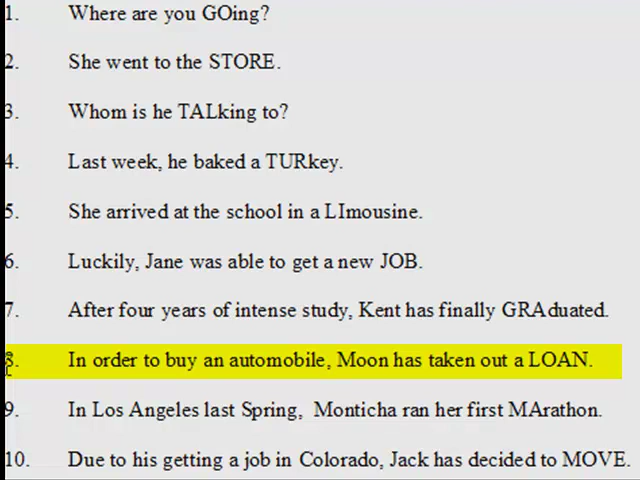 1. Where are you GOing?
2. She went to the STORE.
3. Whom is he TALking to?
4. Last week, he baked a TURkey.
5. She arrived at the school in a LImousine.
6. Luckily, Jane was able to get a new JOB.
7. After four years of intense study, Kent has finally GRAduated.
8. In order to buy an automobile, Moon has taken out a LOAN.
9. In Los Angeles last Spring,  Monticha ran her first MArathon.
10. Due to his getting a job in Colorado, Jack has decided to MOVE.